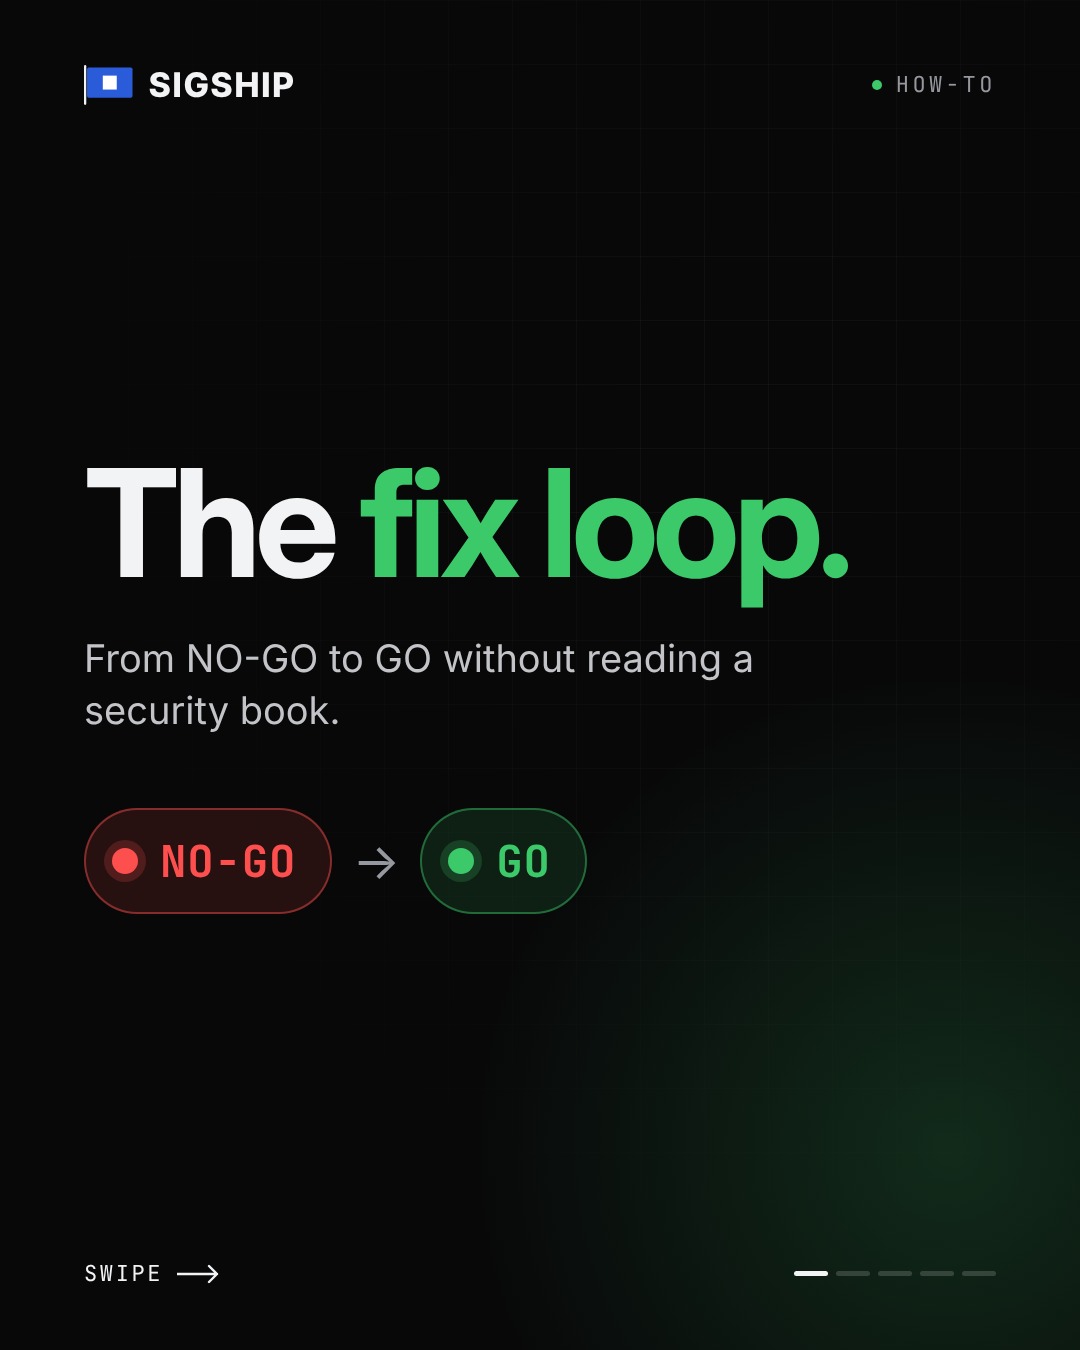 SIGSHIP
HOW-TO
The fix loop.
From NO-GO to GO without reading a
security book.
NO-GO → GO
SWIPE →